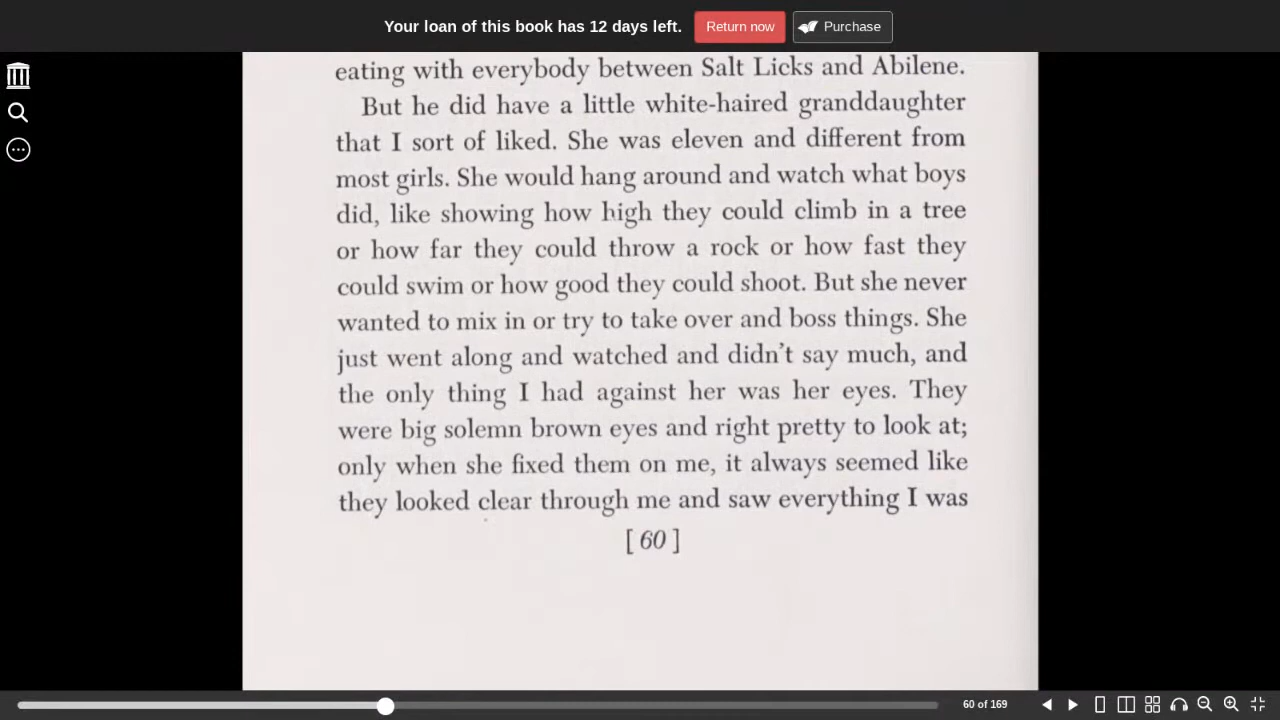 Your loan of this book has 12 days left.
Return now
Purchase
eating with everybody between Salt Licks and Abilene.
But he did have a little white-haired granddaughter
that I sort of liked. She was eleven and different from
most girls. She would hang around and watch what boys
did, like showing how high they could climb in a tree
or how far they could throw a rock or how fast they
could swim or how good they could shoot. But she never
wanted to mix in or try to take over and boss things. She
just went along and watched and didn't say much, and
the only thing I had against her was her eyes. They
were big solemn brown eyes and right pretty to look at;
only when she fixed them on me, it always seemed like
they looked clear through me and saw everything I was
[ 60 ]
60 of 169